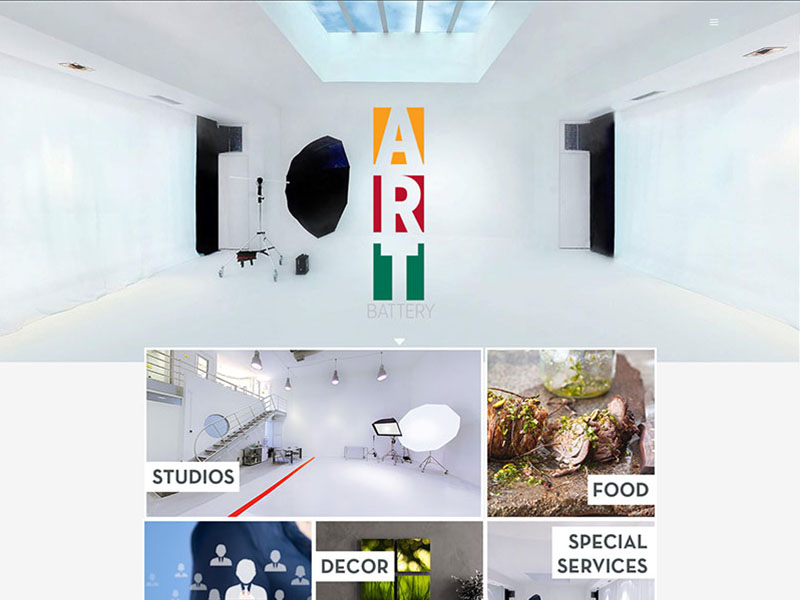 A
R
T
BATTERY
STUDIOS
FOOD
DECOR
SPECIAL
SERVICES